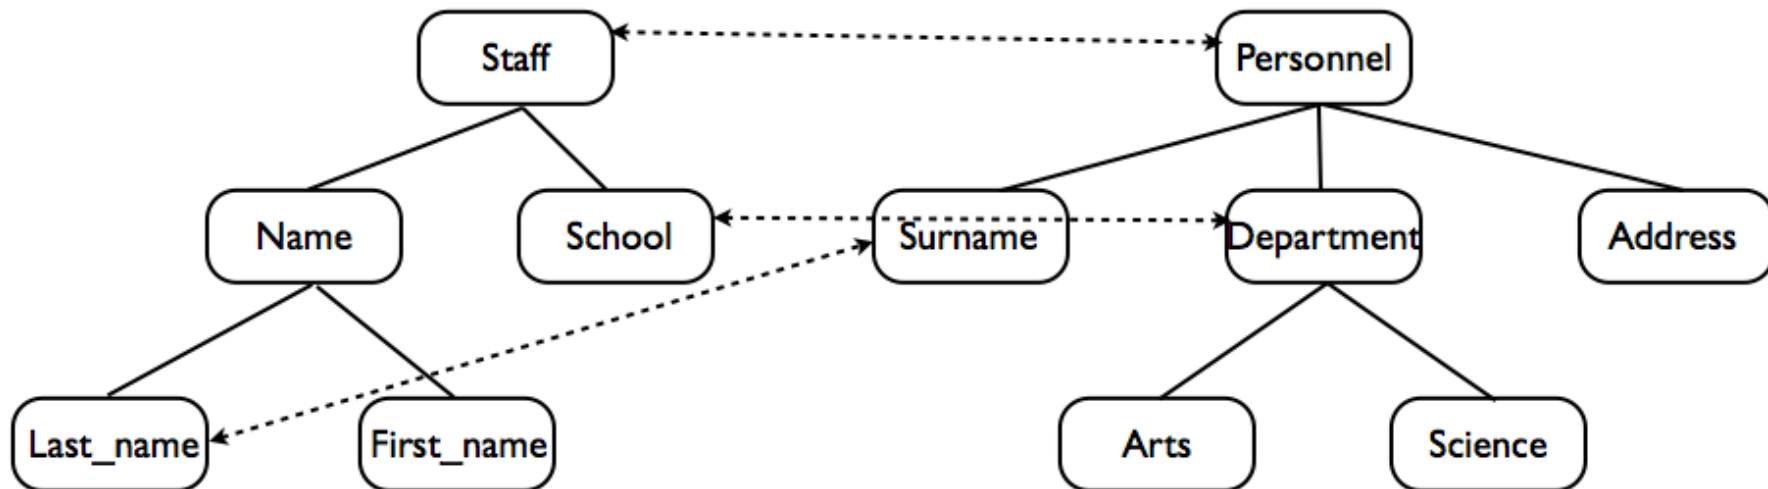 Staff
Personnel
Name
School
Surname
Department
Address
Last_name
First_name
Arts
Science